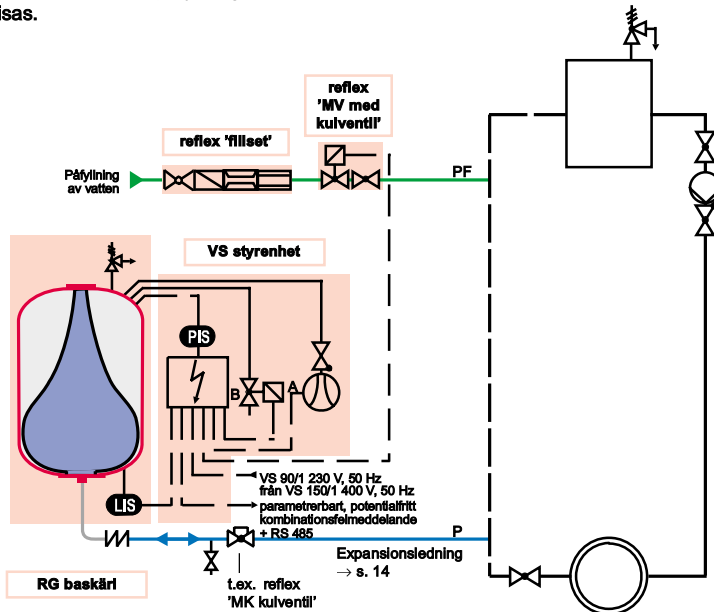 isas.
reflex
'MV med
kulventil'
reflex 'fillset'
Påfyllning
av vatten
PF
VS styrenhet
PIS
B
A
LIS
VS 90/1 230 V, 50 Hz
från VS 150/1 400 V, 50 Hz
parametrerbart, potentialfritt
kombinationsfelmeddelande
+ RS 485
P
Expansionsledning
→ s. 14
RG baskärl
t.ex. reflex
'MK kulventil'